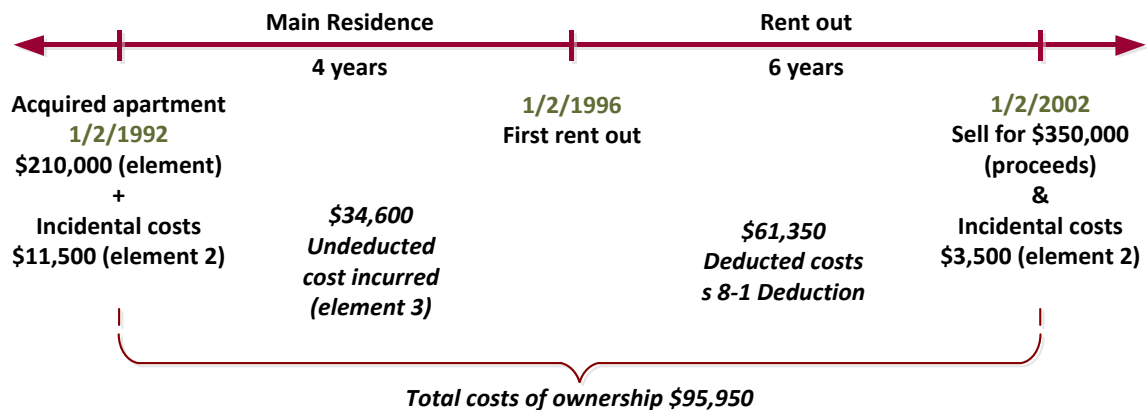 Main Residence
Rent out
4 years
6 years
Acquired apartment
1/2/1992
$210,000 (element)
+
Incidental costs
$11,500 (element 2)
1/2/1996
First rent out
1/2/2002
Sell for $350,000
(proceeds)
&
Incidental costs
$3,500 (element 2)
$34,600
Undeducted
cost incurred
(element 3)
$61,350
Deducted costs
s 8-1 Deduction
Total costs of ownership $95,950